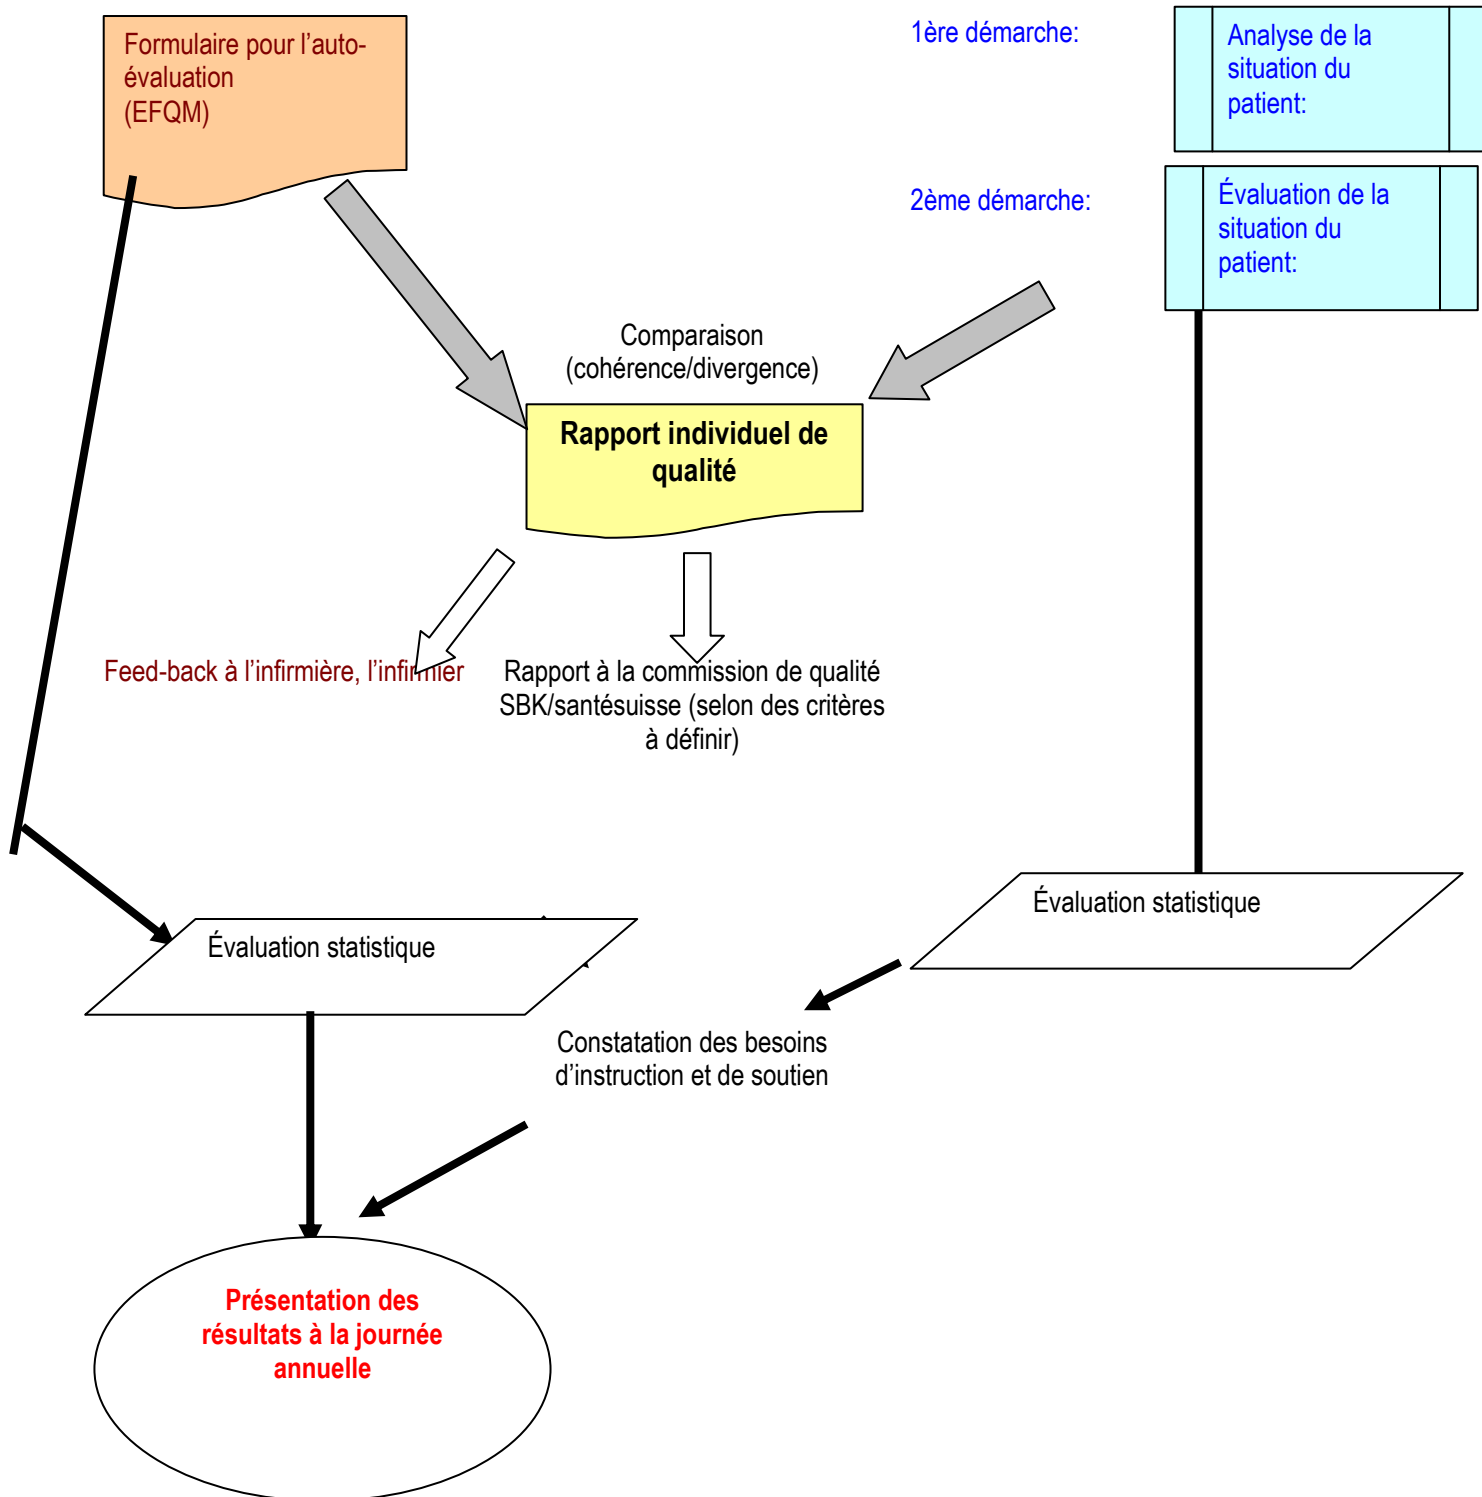 Formulaire pour l’auto-
évaluation
(EFQM)
1ère démarche:
Analyse de la
situation du
patient:
2ème démarche:
Évaluation de la
situation du
patient:
Comparaison
(cohérence/divergence)
Rapport individuel de
qualité
Feed-back à l’infirmière, l’infirmier
Rapport à la commission de qualité
SBK/santésuisse (selon des critères
à définir)
Évaluation statistique
Évaluation statistique
Constatation des besoins
d’instruction et de soutien
Présentation des
résultats à la journée
annuelle